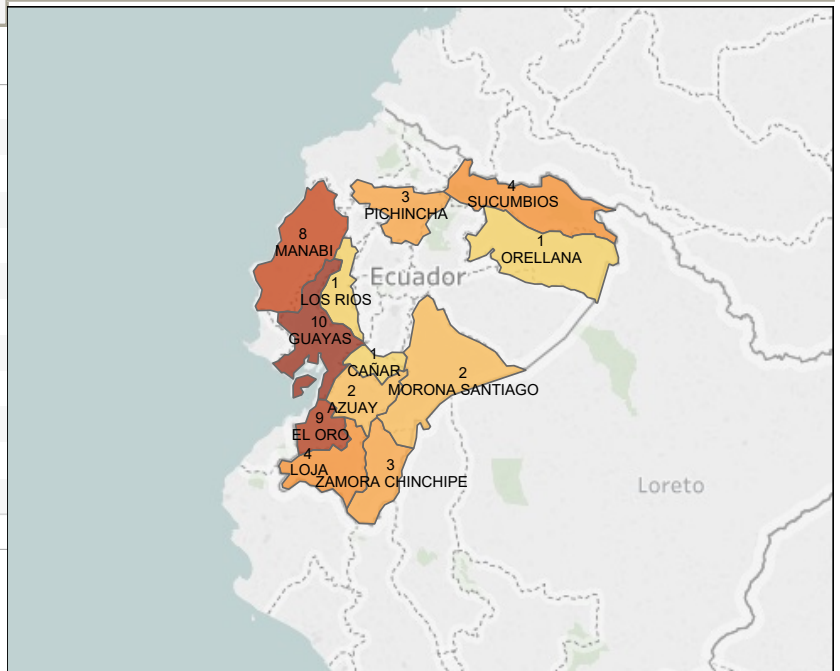 3
PICHINCHA
4
SUCUMBIOS
8
MANABI
1
ORELLANA
Ecuador
1
LOS RIOS
10
GUAYAS
1
CAÑAR
2
MORONA SANTIAGO
2
AZUAY
9
EL ORO
4
LOJA
3
ZAMORA CHINCHIPE
Loreto